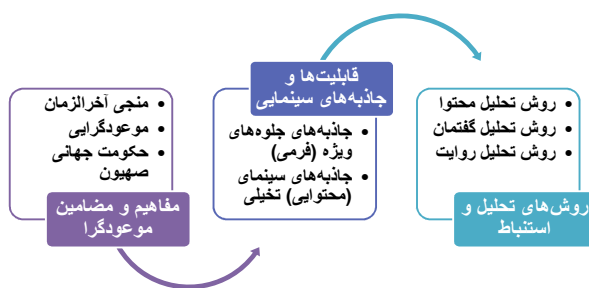 منجی آخرالزمان
موعودگرایی
حکومت جهانی
صهیون
مفاهیم و مضامین
موعودگرا
قابلیت‌ها و
جاذبه‌های سینمایی
جاذبه‌های جلوه‌های
ویژه (فرمی)
جاذبه‌های سینمای
تخیلی (محتوایی)
روش تحلیل محتوا
روش تحلیل گفتمان
روش تحلیل روایت
روش‌های تحلیل و
استنباط